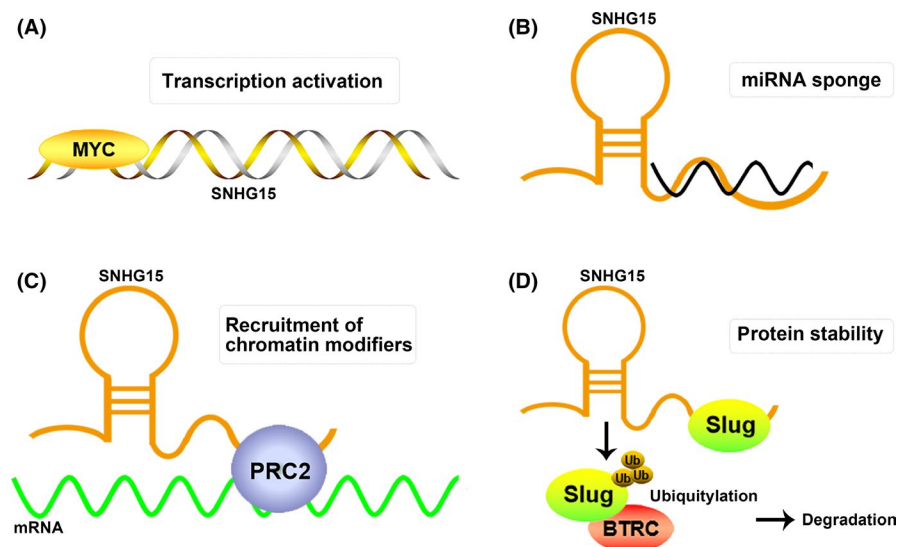 (A)
Transcription activation
MYC
SNHG15
(B)
SNHG15
miRNA sponge
(C)
SNHG15
Recruitment of
chromatin modifiers
PRC2
mRNA
(D)
SNHG15
Protein stability
Slug
Ub
Ub Ub
Slug
Ubiquitylation
BTRC
Degradation